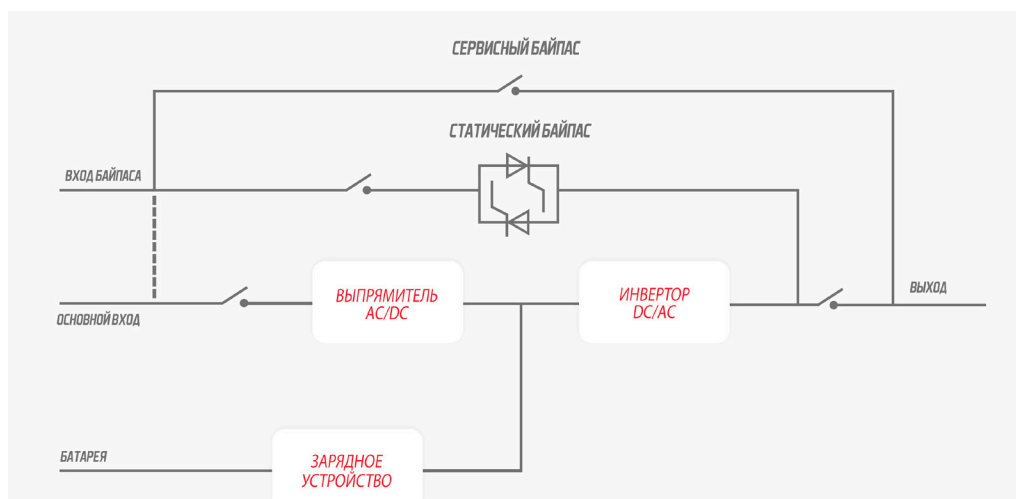 СЕРВИСНЫЙ БАЙПАС
СТАТИЧЕСКИЙ БАЙПАС
ВХОД БАЙПАСА
ВЫПРЯМИТЕЛЬ
AC/DC
ИНВЕРТОР
DC/AC
ВЫХОД
ОСНОВНОЙ ВХОД
БАТАРЕЯ
ЗАРЯДНОЕ
УСТРОЙСТВО